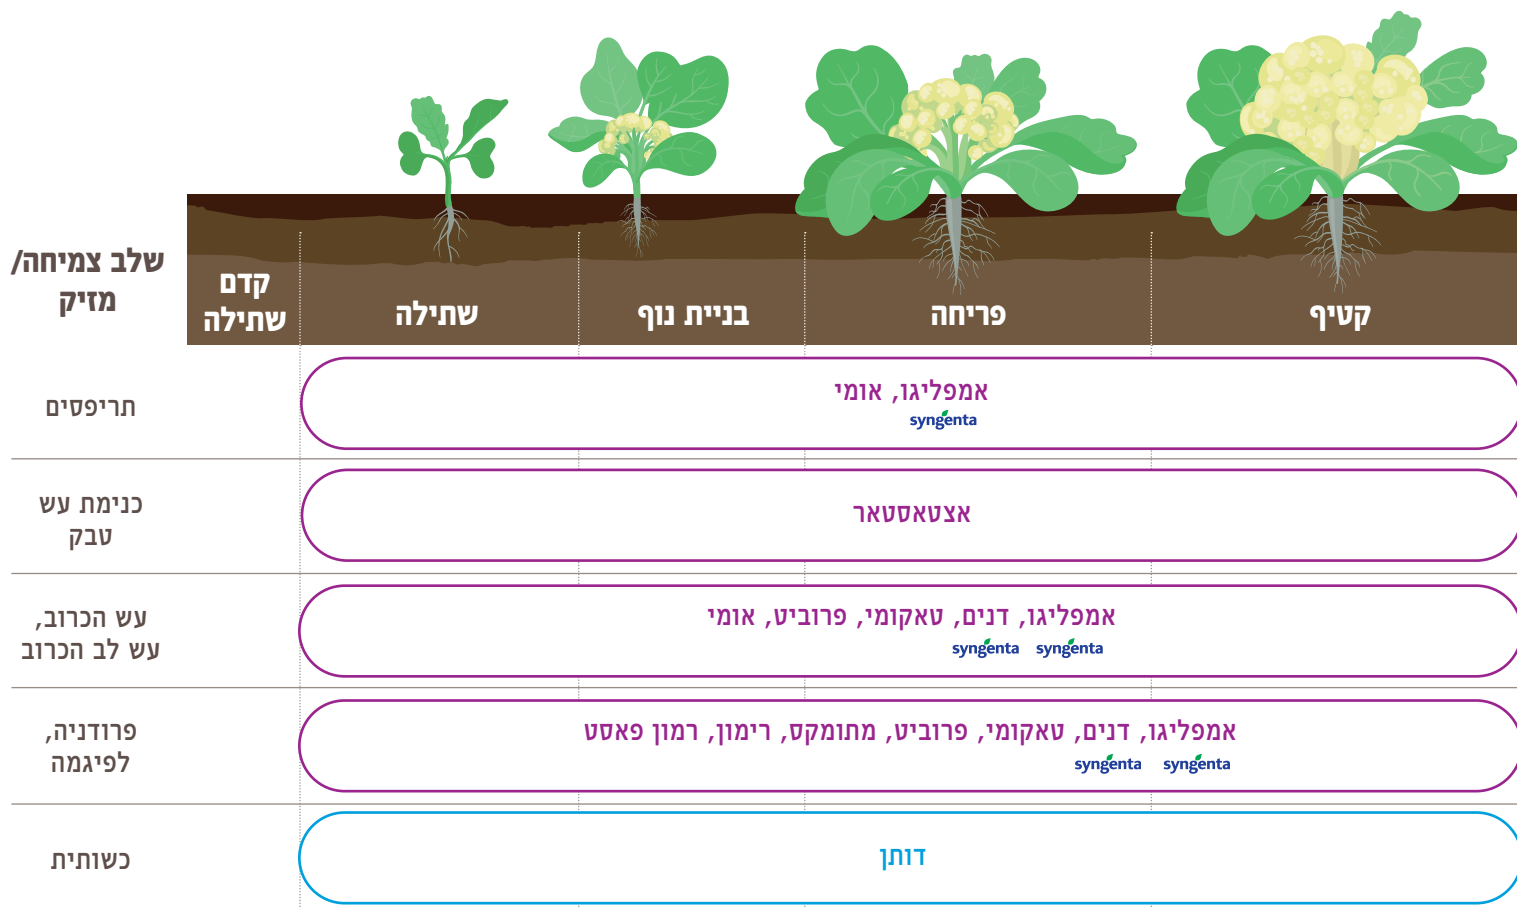 שלב צמיחה/
מזיק
קדם
שתילה
שתילה
בניית נוף
פריחה
קטיף
תריפסים
אמפליגו, אומי
syngenta
כנימת עש
טבק
אצטאסטאר
עש הכרוב,
עש לב הכרוב
אמפליגו, דנים, טאקומי, פרוביט, אומי
syngenta syngenta
פרודניה,
לפיגמה
אמפליגו, דנים, טאקומי, פרוביט, מתומקס, רימון, רמון פאסט
syngenta syngenta
כשותית
דותן